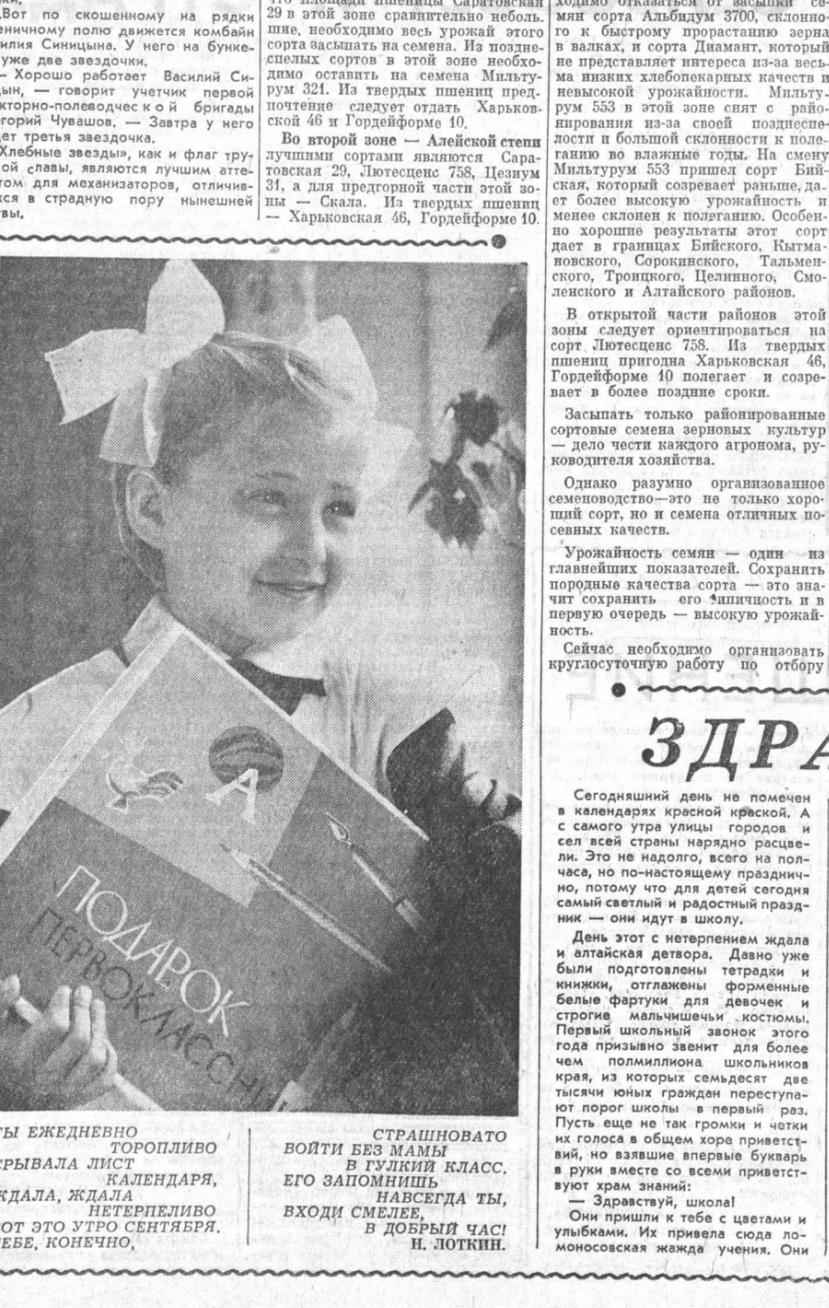 Вот по скошенному на рядки
еничному полю движется комбайн
илия Синицына. У него на бунке-
уже две звездочки.
— Хорошо работает Василий Си-
цын, — говорит учетчик первой
кторно-полеводчес к о й бригады
горий Чувашов. — Завтра у него
дет третья звездочка.
Хлебные звезды», как и флаг тру-
ой славы, являются лучшим атте-
том для механизаторов, отличив-
хся в страдную пору нынешней
твы.
что площади пшеницы Саратовская
29 в этой зоне сравнительно неболь-
шие, необходимо весь урожай этого
сорта засыпать на семена. Из поздне-
спелых сортов в этой зоне необхо-
димо оставить на семена Мильту-
рум 321. Из твердых пшениц пред-
почтение следует отдать Харьков-
ской 46 и Гордейформе 10.
Во второй зоне — Алейской степи
лучшими сортами являются Сара-
товская 29, Лютесценс 758, Цезиум
31, а для предгорной части этой зо-
ны — Скала. Из твердых пшениц
— Харьковская 46, Гордейформе 10.
ходимо отказаться от засыпки се-
мян сорта Альбидум 3700, склонно-
го к быстрому прорастанию зерна
в валках, и сорта Диамант, который
не представляет интереса из-за весь-
ма низких хлебопекарных качеств и
невысокой урожайности. Мильту-
рум 553 в этой зоне снят с райо-
нирования из-за своей позднеспе-
лости и большой склонности к поле-
ганию во влажные годы. На смену
Мильтурум 553 пришел сорт Бий-
ская, который созревает раньше, да-
ет более высокую урожайность и
менее склонен к полеганию. Особен-
но хорошие результаты этот сорт
дает в границах Бийского, Кытма-
новского, Сорокинского, Тальмен-
ского, Троицкого, Целинного, Смо-
ленского и Алтайского районов.
В открытой части районов этой
зоны следует ориентироваться на
сорт Лютесценс 758. Из твердых
пшениц пригодна Харьковская 46,
Гордейформе 10 полегает и созре-
вает в более поздние сроки.
Засыпать только районированные
сортовые семена зерновых культур
— дело чести каждого агронома, ру-
ководителя хозяйства.
Однако разумно организованное
семеноводство—это не только хоро-
ший сорт, но и семена отличных по-
севных качеств.
Урожайность семян — один из
главнейших показателей. Сохранить
породные качества сорта — это зна-
чит сохранить его типичность и в
первую очередь — высокую урожай-
ность.
Сейчас необходимо организовать
круглосуточную работу по отбору
А
ПОДАРОК
ПЕРВОКЛАССНИ
ТЫ ЕЖЕДНЕВНО
ТОРОПЛИВО
РЫВАЛА ЛИСТ
КАЛЕНДАРЯ,
ЖДАЛА, ЖДАЛА
НЕТЕРПЕЛИВО
ОТ ЭТО УТРО СЕНТЯБРЯ.
ЕБЕ, КОНЕЧНО,
СТРАШНОВАТО
ВОЙТИ БЕЗ МАМЫ
В ГУЛКИЙ КЛАСС.
ЕГО ЗАПОМНИШЬ
НАВСЕГДА ТЫ,
ВХОДИ СМЕЛЕЕ,
В ДОБРЫЙ ЧАС!
Н. ЛОТКИН.
ЗДРА
Сегодняшний день не помечен
в календарях красной краской. А
с самого утра улицы городов и
сел всей страны нарядно расцве-
ли. Это не надолго, всего на пол-
часа, но по-настоящему празднич-
но, потому что для детей сегодня
самый светлый и радостный празд-
ник — они идут в школу.
День этот с нетерпением ждала
и алтайская детвора. Давно уже
были подготовлены тетрадки и
книжки, отглажены форменные
белые фартуки для девочек и
строгие мальчишечьи костюмы.
Первый школьный звонок этого
года призывно звенит для более
чем полмиллиона школьников
края, из которых семьдесят две
тысячи юных граждан переступа-
ют порог школы в первый раз.
Пусть еще не так громки и четки
их голоса в общем хоре приветст-
вий, но взявшие впервые букварь
в руки вместе со всеми приветст-
вуют храм знаний:
— Здравствуй, школа!
Они пришли к тебе с цветами и
улыбками. Их привела сюда ло-
моносовская жажда учения. Они